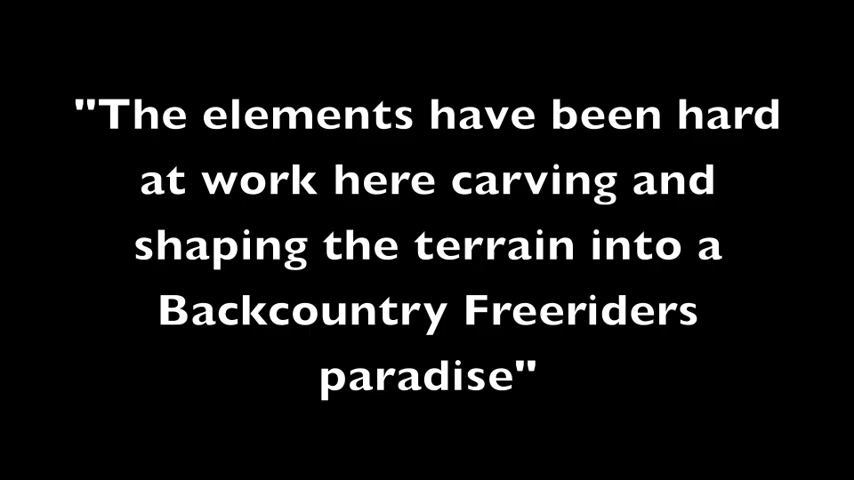 "The elements have been hard
at work here carving and
shaping the terrain into a
Backcountry Freeriders
paradise"